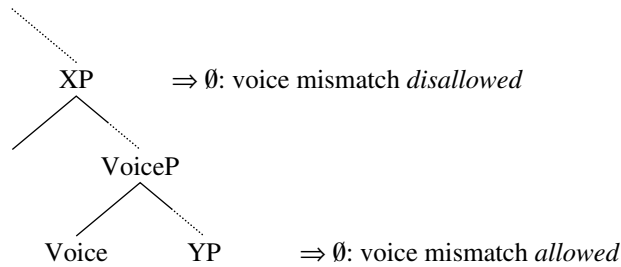 XP ⇒ ∅: voice mismatch disallowed
VoiceP
Voice YP ⇒ ∅: voice mismatch allowed